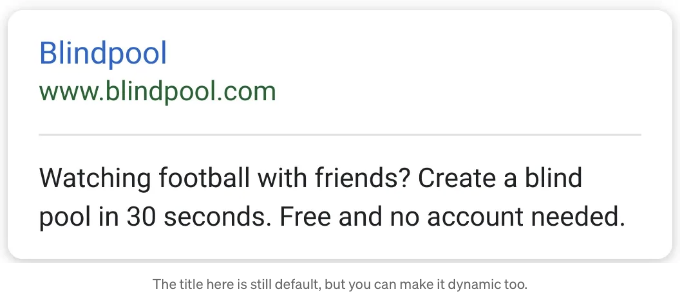 Blindpool
www.blindpool.com
Watching football with friends? Create a blind
pool in 30 seconds. Free and no account needed.
The title here is still default, but you can make it dynamic too.